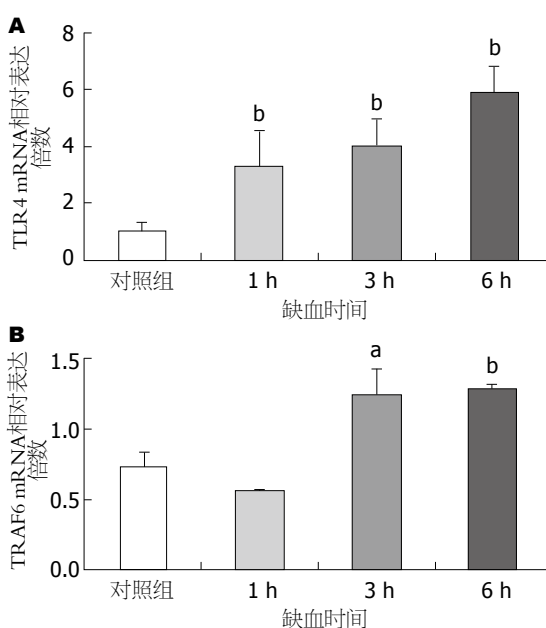 A
TLR4 mRNA相对表达
倍数
8
6
4
2
0
b
b
b
对照组
1 h
3 h
6 h
缺血时间
B
TRAF6 mRNA相对表达
倍数
1.5
1.0
0.5
0.0
a
b
对照组
1 h
3 h
6 h
缺血时间